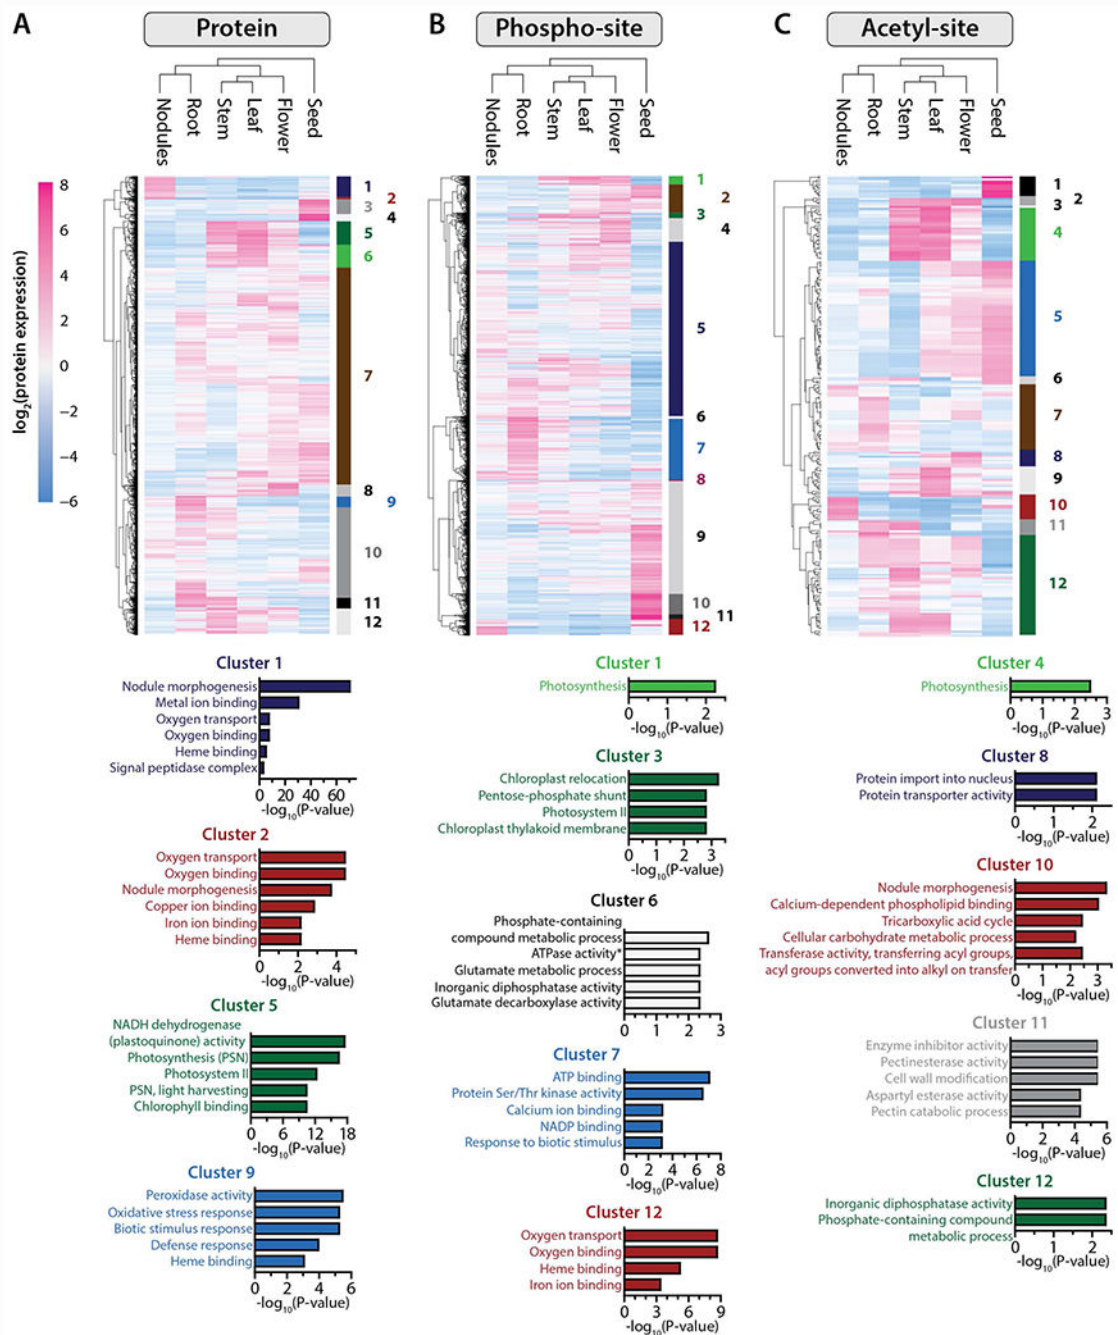 A
Protein
B
Phospho-site
C
Acetyl-site
Nodules
Root
Stem
Leaf
Flower
Seed
Nodules
Root
Stem
Leaf
Flower
Seed
Nodules
Root
Stem
Leaf
Flower
Seed
log2(protein expression)
8
6
4
2
0
−2
−4
−6
1
2
3
4
5
6
7
8
9
10
11
12
1
2
3
4
5
6
7
8
9
10
11
12
1
2
3
4
5
6
7
8
9
10
11
12
Cluster 1
Nodule morphogenesis
Metal ion binding
Oxygen transport
Oxygen binding
Heme binding
Signal peptidase complex
0 20 40 60
-log10(P-value)
Cluster 2
Oxygen transport
Oxygen binding
Nodule morphogenesis
Copper ion binding
Iron ion binding
Heme binding
0 2 4
-log10(P-value)
Cluster 5
NADH dehydrogenase
(plastoquinone) activity
Photosynthesis (PSN)
Photosystem II
PSN, light harvesting
Chlorophyll binding
0 6 12 18
-log10(P-value)
Cluster 9
Peroxidase activity
Oxidative stress response
Biotic stimulus response
Defense response
Heme binding
0 2 4 6
-log10(P-value)
Cluster 1
Photosynthesis
0 1 2
-log10(P-value)
Cluster 3
Chloroplast relocation
Pentose-phosphate shunt
Photosystem II
Chloroplast thylakoid membrane
0 1 2 3
-log10(P-value)
Cluster 6
Phosphate-containing
compound metabolic process
ATPase activity*
Glutamate metabolic process
Inorganic diphosphatase activity
Glutamate decarboxylase activity
0 1 2 3
-log10(P-value)
Cluster 7
ATP binding
Protein Ser/Thr kinase activity
Calcium ion binding
NADP binding
Response to biotic stimulus
0 2 4 6 8
-log10(P-value)
Cluster 12
Oxygen transport
Oxygen binding
Heme binding
Iron ion binding
0 3 6 9
-log10(P-value)
Cluster 4
Photosynthesis
0 1 2 3
-log10(P-value)
Cluster 8
Protein import into nucleus
Protein transporter activity
0 1 2
-log10(P-value)
Cluster 10
Nodule morphogenesis
Calcium-dependent phospholipid binding
Tricarboxylic acid cycle
Cellular carbohydrate metabolic process
Transferase activity, transferring acyl groups,
acyl groups converted into alkyl on transfer
0 1 2 3
-log10(P-value)
Cluster 11
Enzyme inhibitor activity
Pectinesterase activity
Cell wall modification
Aspartyl esterase activity
Pectin catabolic process
0 2 4 6
-log10(P-value)
Cluster 12
Inorganic diphosphatase activity
Phosphate-containing compound
metabolic process
0 1 2
-log10(P-value)